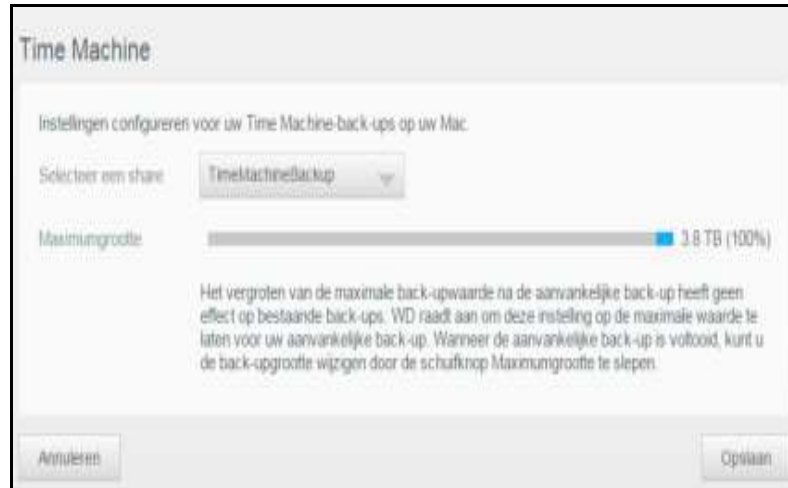 Time Machine
Instellingen configureren voor uw Time Machine-back-ups op uw Mac.
Selecteer een share
TimeMachineBackup
Maximumgrootte
3.8 TB (100%)
Het vergroten van de maximale back-upwaarde na de aanvankelijke back-up heeft geen
effect op bestaande back-ups. WD raadt aan om deze instelling op de maximale waarde te
laten voor uw aanvankelijke back-up. Wanneer de aanvankelijke back-up is voltooid, kunt u
de back-upgrootte wijzigen door de schuifknop Maximumgrootte te slepen.
Annuleren
Opslaan